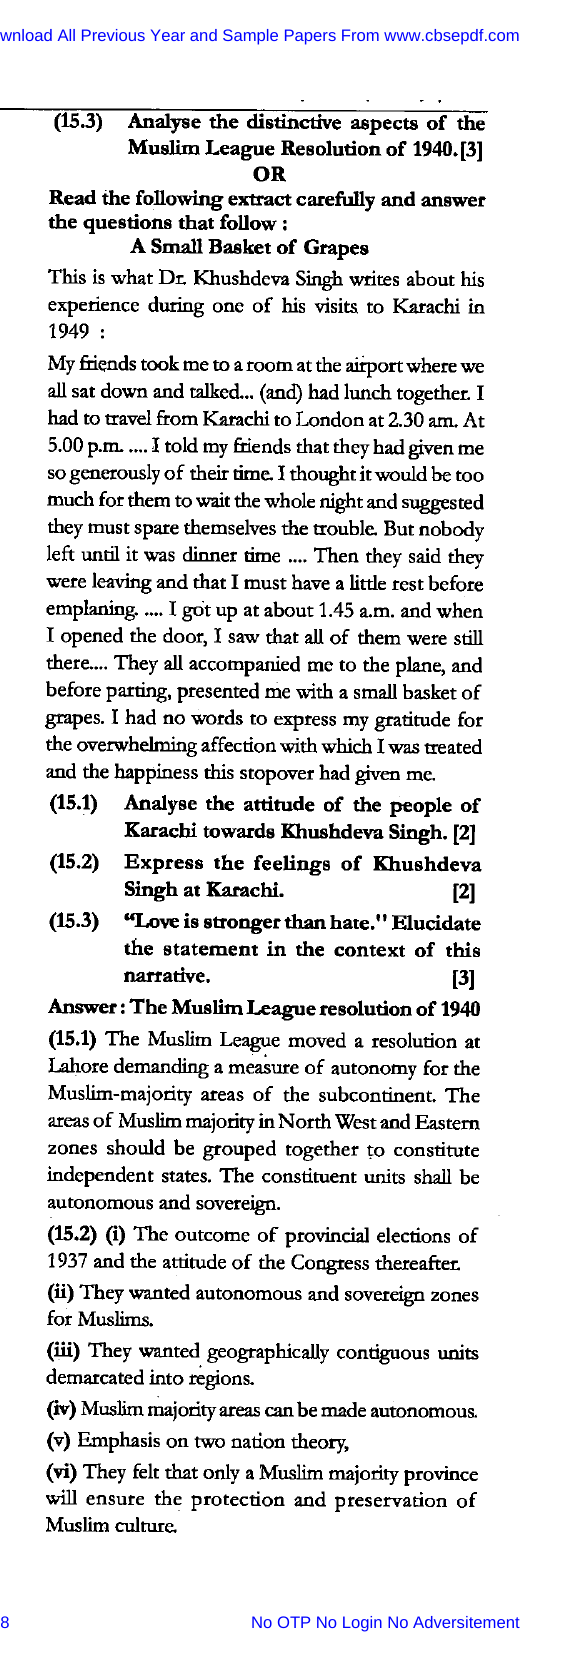 wnload All Previous Year and Sample Papers From www.cbsepdf.com
(15.3) Analyse the distinctive aspects of the
Muslim League Resolution of 1940.[3]
OR
Read the following extract carefully and answer
the questions that follow :
A Small Basket of Grapes
This is what Dr. Khushdeva Singh writes about his
experience during one of his visits to Karachi in
1949 :
My friends took me to a room at the airport where we
all sat down and talked... (and) had lunch together. I
had to travel from Karachi to London at 2.30 am. At
5.00 p.m. .... I told my friends that they had given me
so generously of their time. I thought it would be too
much for them to wait the whole night and suggested
they must spare themselves the trouble. But nobody
left until it was dinner time .... Then they said they
were leaving and that I must have a little rest before
emplaning. .... I got up at about 1.45 a.m. and when
I opened the door, I saw that all of them were still
there.... They all accompanied me to the plane, and
before parting, presented me with a small basket of
grapes. I had no words to express my gratitude for
the overwhelming affection with which I was treated
and the happiness this stopover had given me.
(15.1) Analyse the attitude of the people of
Karachi towards Khushdeva Singh. [2]
(15.2) Express the feelings of Khushdeva
Singh at Karachi. [2]
(15.3) "Love is stronger than hate." Elucidate
the statement in the context of this
narrative. [3]
Answer : The Muslim League resolution of 1940
(15.1) The Muslim League moved a resolution at
Lahore demanding a measure of autonomy for the
Muslim-majority areas of the subcontinent. The
areas of Muslim majority in North West and Eastern
zones should be grouped together to constitute
independent states. The constituent units shall be
autonomous and sovereign.
(15.2) (i) The outcome of provincial elections of
1937 and the attitude of the Congress thereafter.
(ii) They wanted autonomous and sovereign zones
for Muslims.
(iii) They wanted geographically contiguous units
demarcated into regions.
(iv) Muslim majority areas can be made autonomous.
(v) Emphasis on two nation theory,
(vi) They felt that only a Muslim majority province
will ensure the protection and preservation of
Muslim culture.
8 No OTP No Login No Adversitement